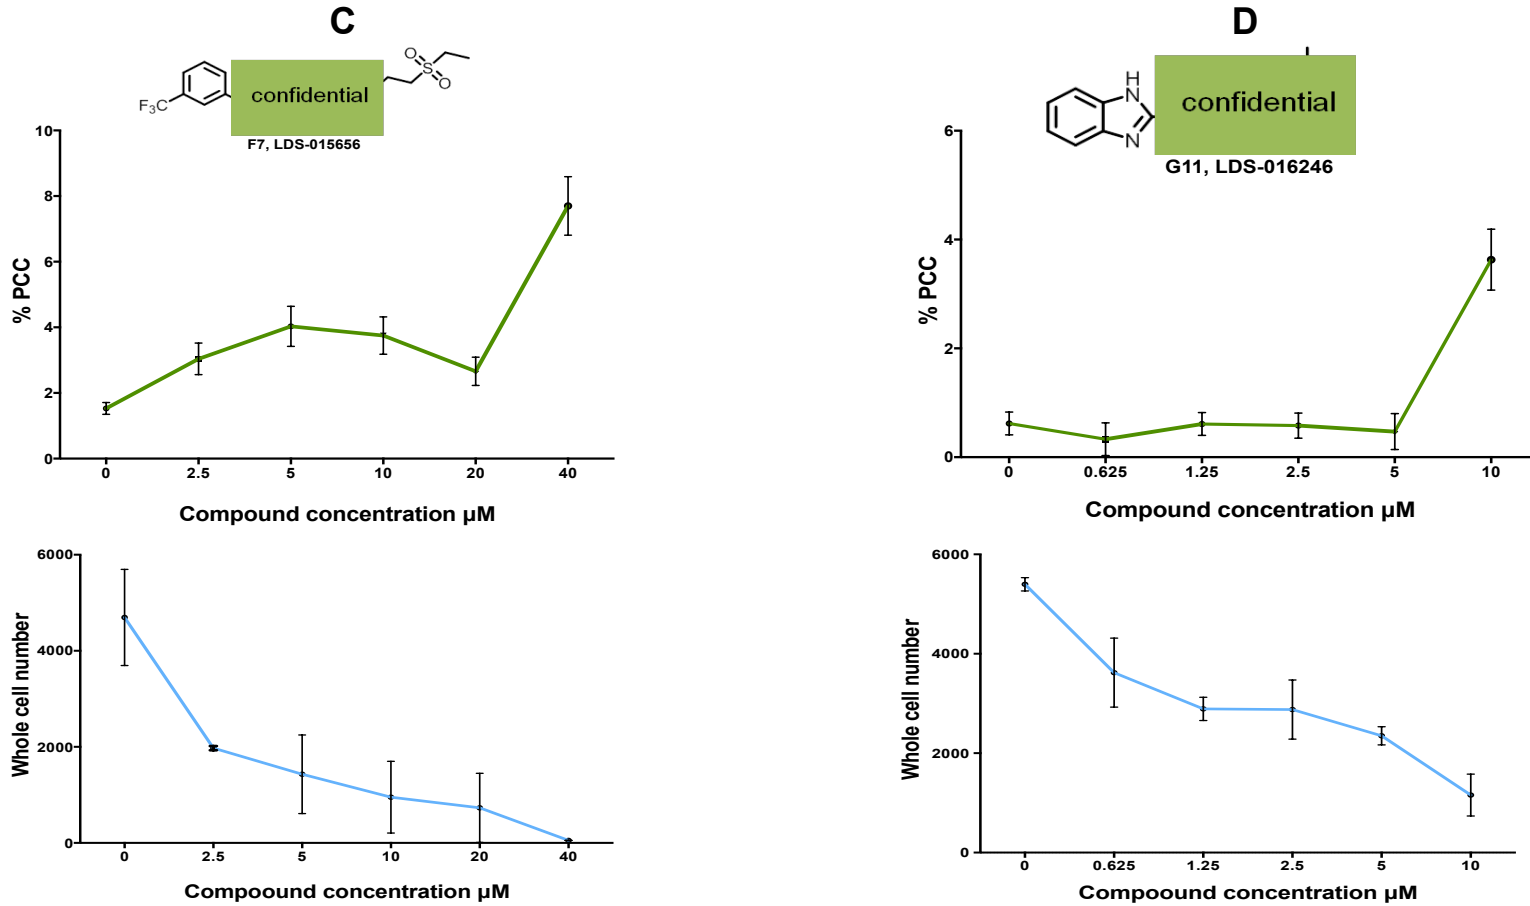 C
O
S
O
F₃C
confidential
F7, LDS-015656
10
8
6
4
2
0
% PCC
0 2.5 5 10 20 40
Compound concentration µM
6000
4000
2000
0
Whole cell number
0 2.5 5 10 20 40
Compoound concentration µM
D
H
N
N
confidential
G11, LDS-016246
6
4
2
0
% PCC
0 0.625 1.25 2.5 5 10
Compound concentration µM
6000
4000
2000
0
Whole cell number
0 0.625 1.25 2.5 5 10
Compoound concentration µM